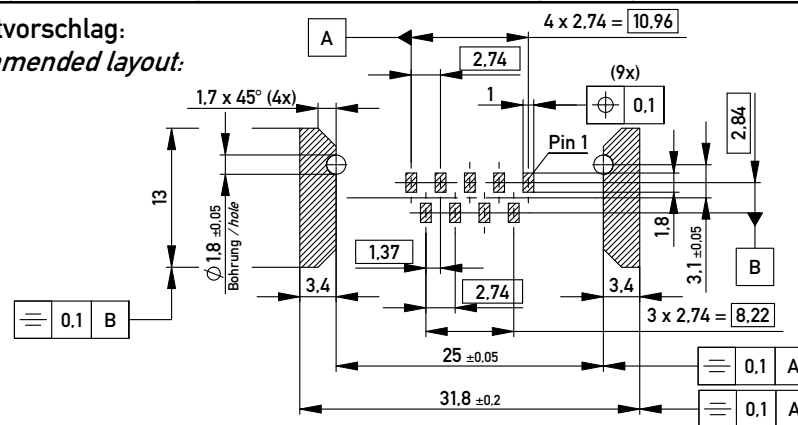 tvorschlag:
mmended layout:
A
4 x 2,74 = 10,96
2,74
(9x)
1,7 x 45° (4x)
1
⌖ 0,1
2,84
Pin 1
13
Ø 1,8 ±0,05
Bohrung / hole
1,8
3,1 ±0,05
1,37
B
3,4
2,74
3,4
⌯ 0,1 B
3 x 2,74 = 8,22
25 ±0,05
⌯ 0,1 A
31,8 ±0,2
⌯ 0,1 A